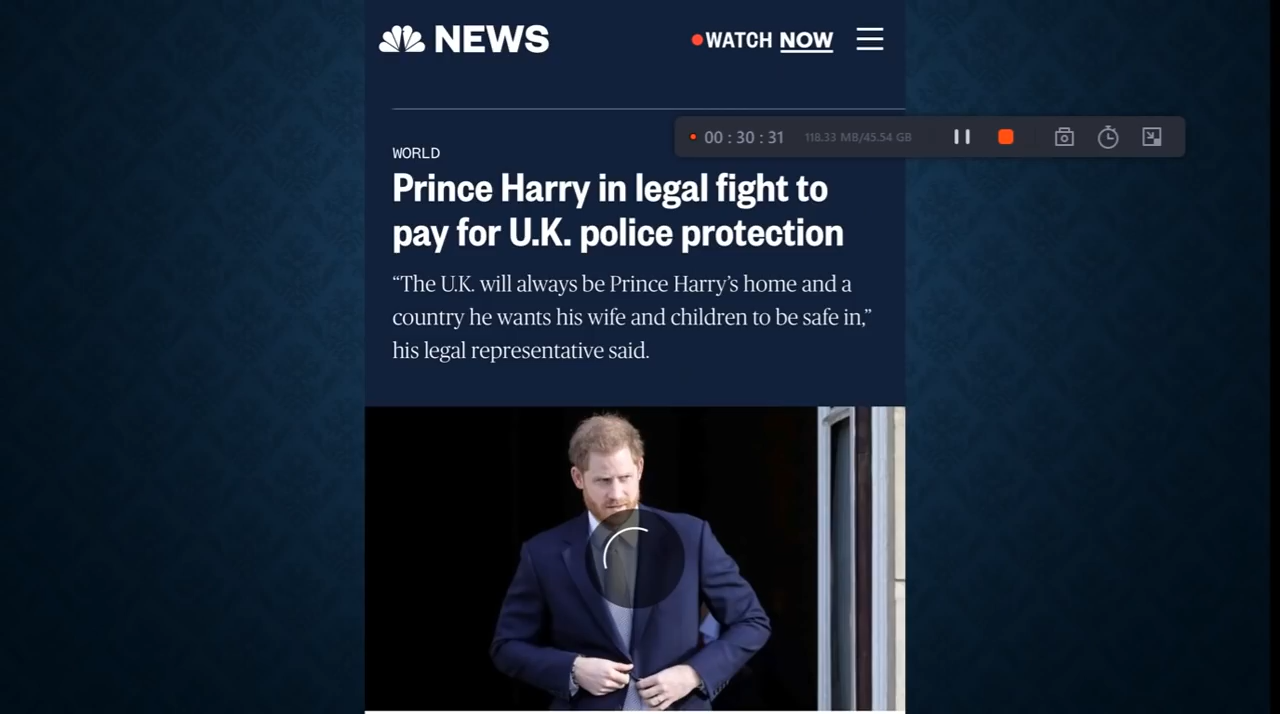 NEWS
WATCH NOW
00 : 30 : 31
118.33 MB/45.54 GB
WORLD
Prince Harry in legal fight to
pay for U.K. police protection
“The U.K. will always be Prince Harry’s home and a
country he wants his wife and children to be safe in,”
his legal representative said.